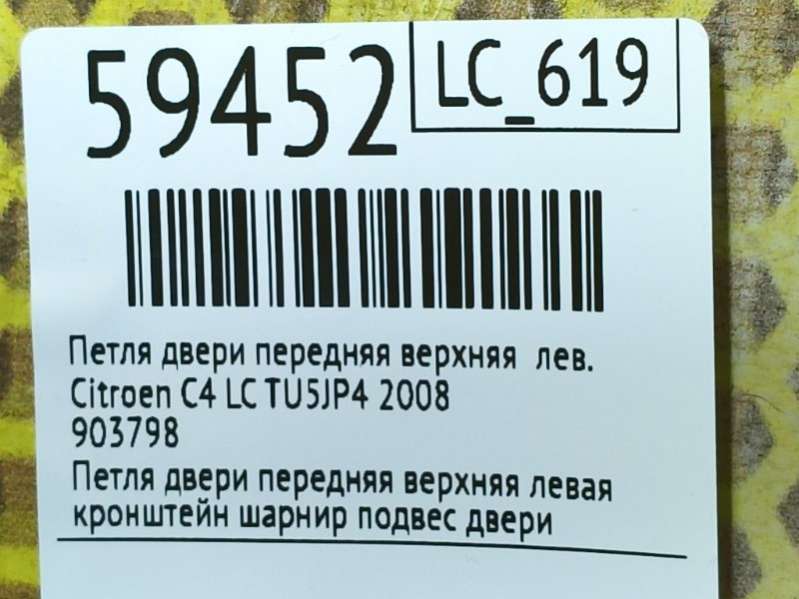 59452 LC_619
Петля двери передняя верхняя лев.
Citroen C4 LC TU5JP4 2008
903798
Петля двери передняя верхняя левая
кронштейн шарнир подвес двери